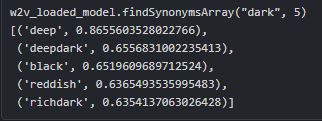 w2v_loaded_model.findSynonymsArray("dark", 5)
[('deep', 0.8655603528022766),
('deepdark', 0.6556831002235413),
('black', 0.6519609689712524),
('reddish', 0.6365493535995483),
('richdark', 0.6354137063026428)]